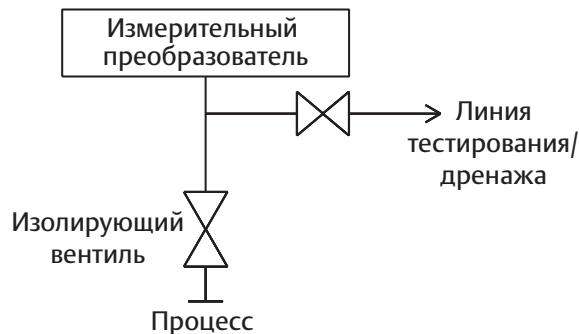 Измерительный
преобразователь
Линия
тестирования/
дренажа
Изолирующий
вентиль
Процесс